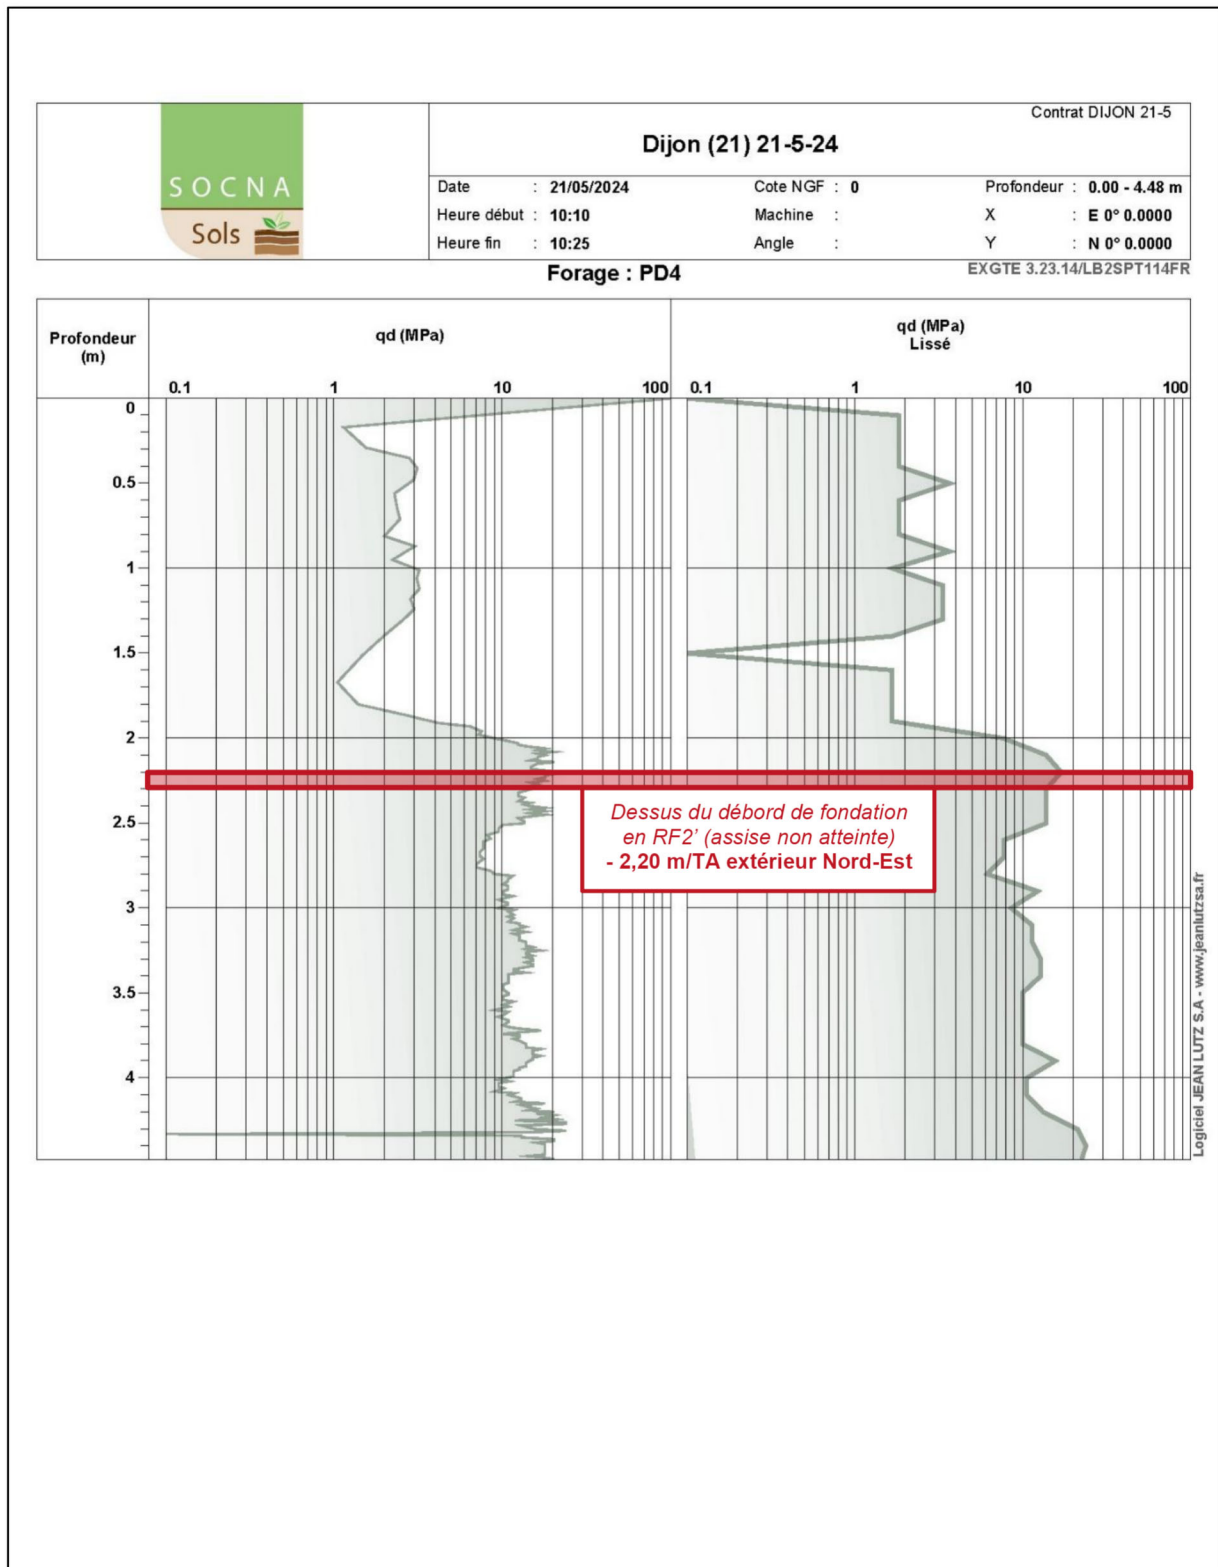 SOCNA
Sols
Contrat DIJON 21-5
Dijon (21) 21-5-24
Date : 21/05/2024 Cote NGF : 0 Profondeur : 0.00 - 4.48 m
Heure début : 10:10 Machine : X : E 0° 0.0000
Heure fin : 10:25 Angle : Y : N 0° 0.0000
Forage : PD4 EXGTE 3.23.14/LB2SPT114FR
Profondeur
(m)
qd (MPa)
qd (MPa)
Lissé
0.1 1 10 100 0.1 1 10 100
0
0.5
1
1.5
2
2.5
3
3.5
4
Dessus du débord de fondation
en RF2' (assise non atteinte)
- 2,20 m/TA extérieur Nord-Est
Logiciel JEAN LUTZ S.A - www.jeanlutzsa.fr